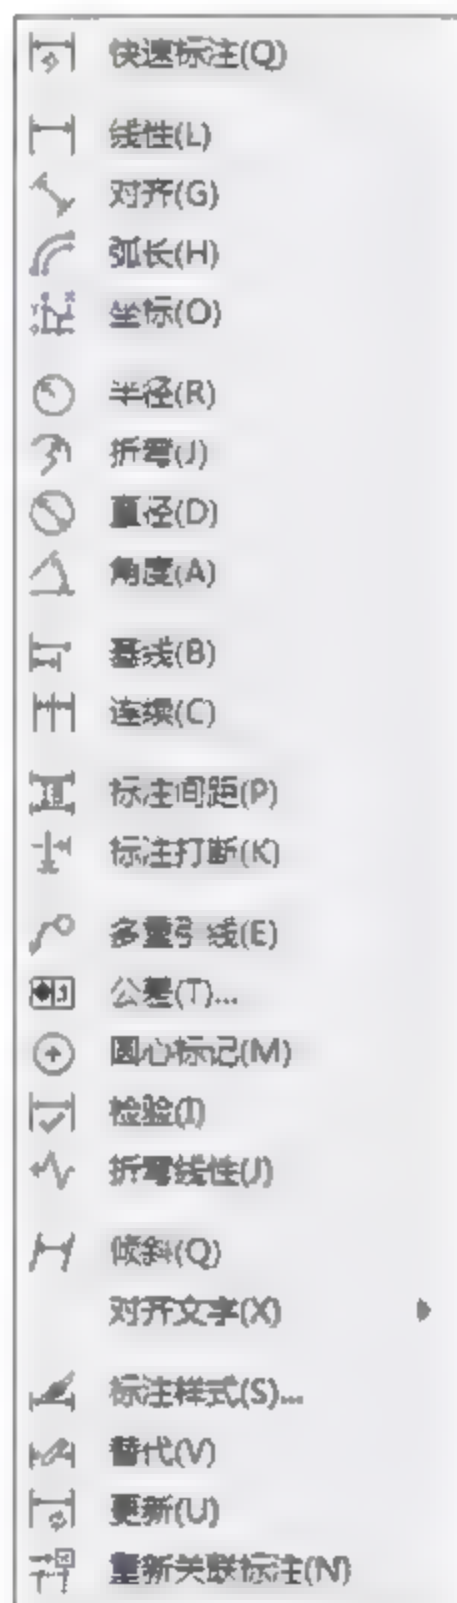 快速标注(Q)
线性(L)
对齐(G)
弧长(H)
坐标(O)
半径(R)
折弯(J)
直径(D)
角度(A)
基线(B)
连续(C)
标注间距(P)
标注打断(K)
多重引线(E)
公差(T)...
圆心标记(M)
检验(I)
折弯线性(J)
倾斜(Q)
对齐文字(X)
标注样式(S)...
替代(V)
更新(U)
重新关联标注(N)